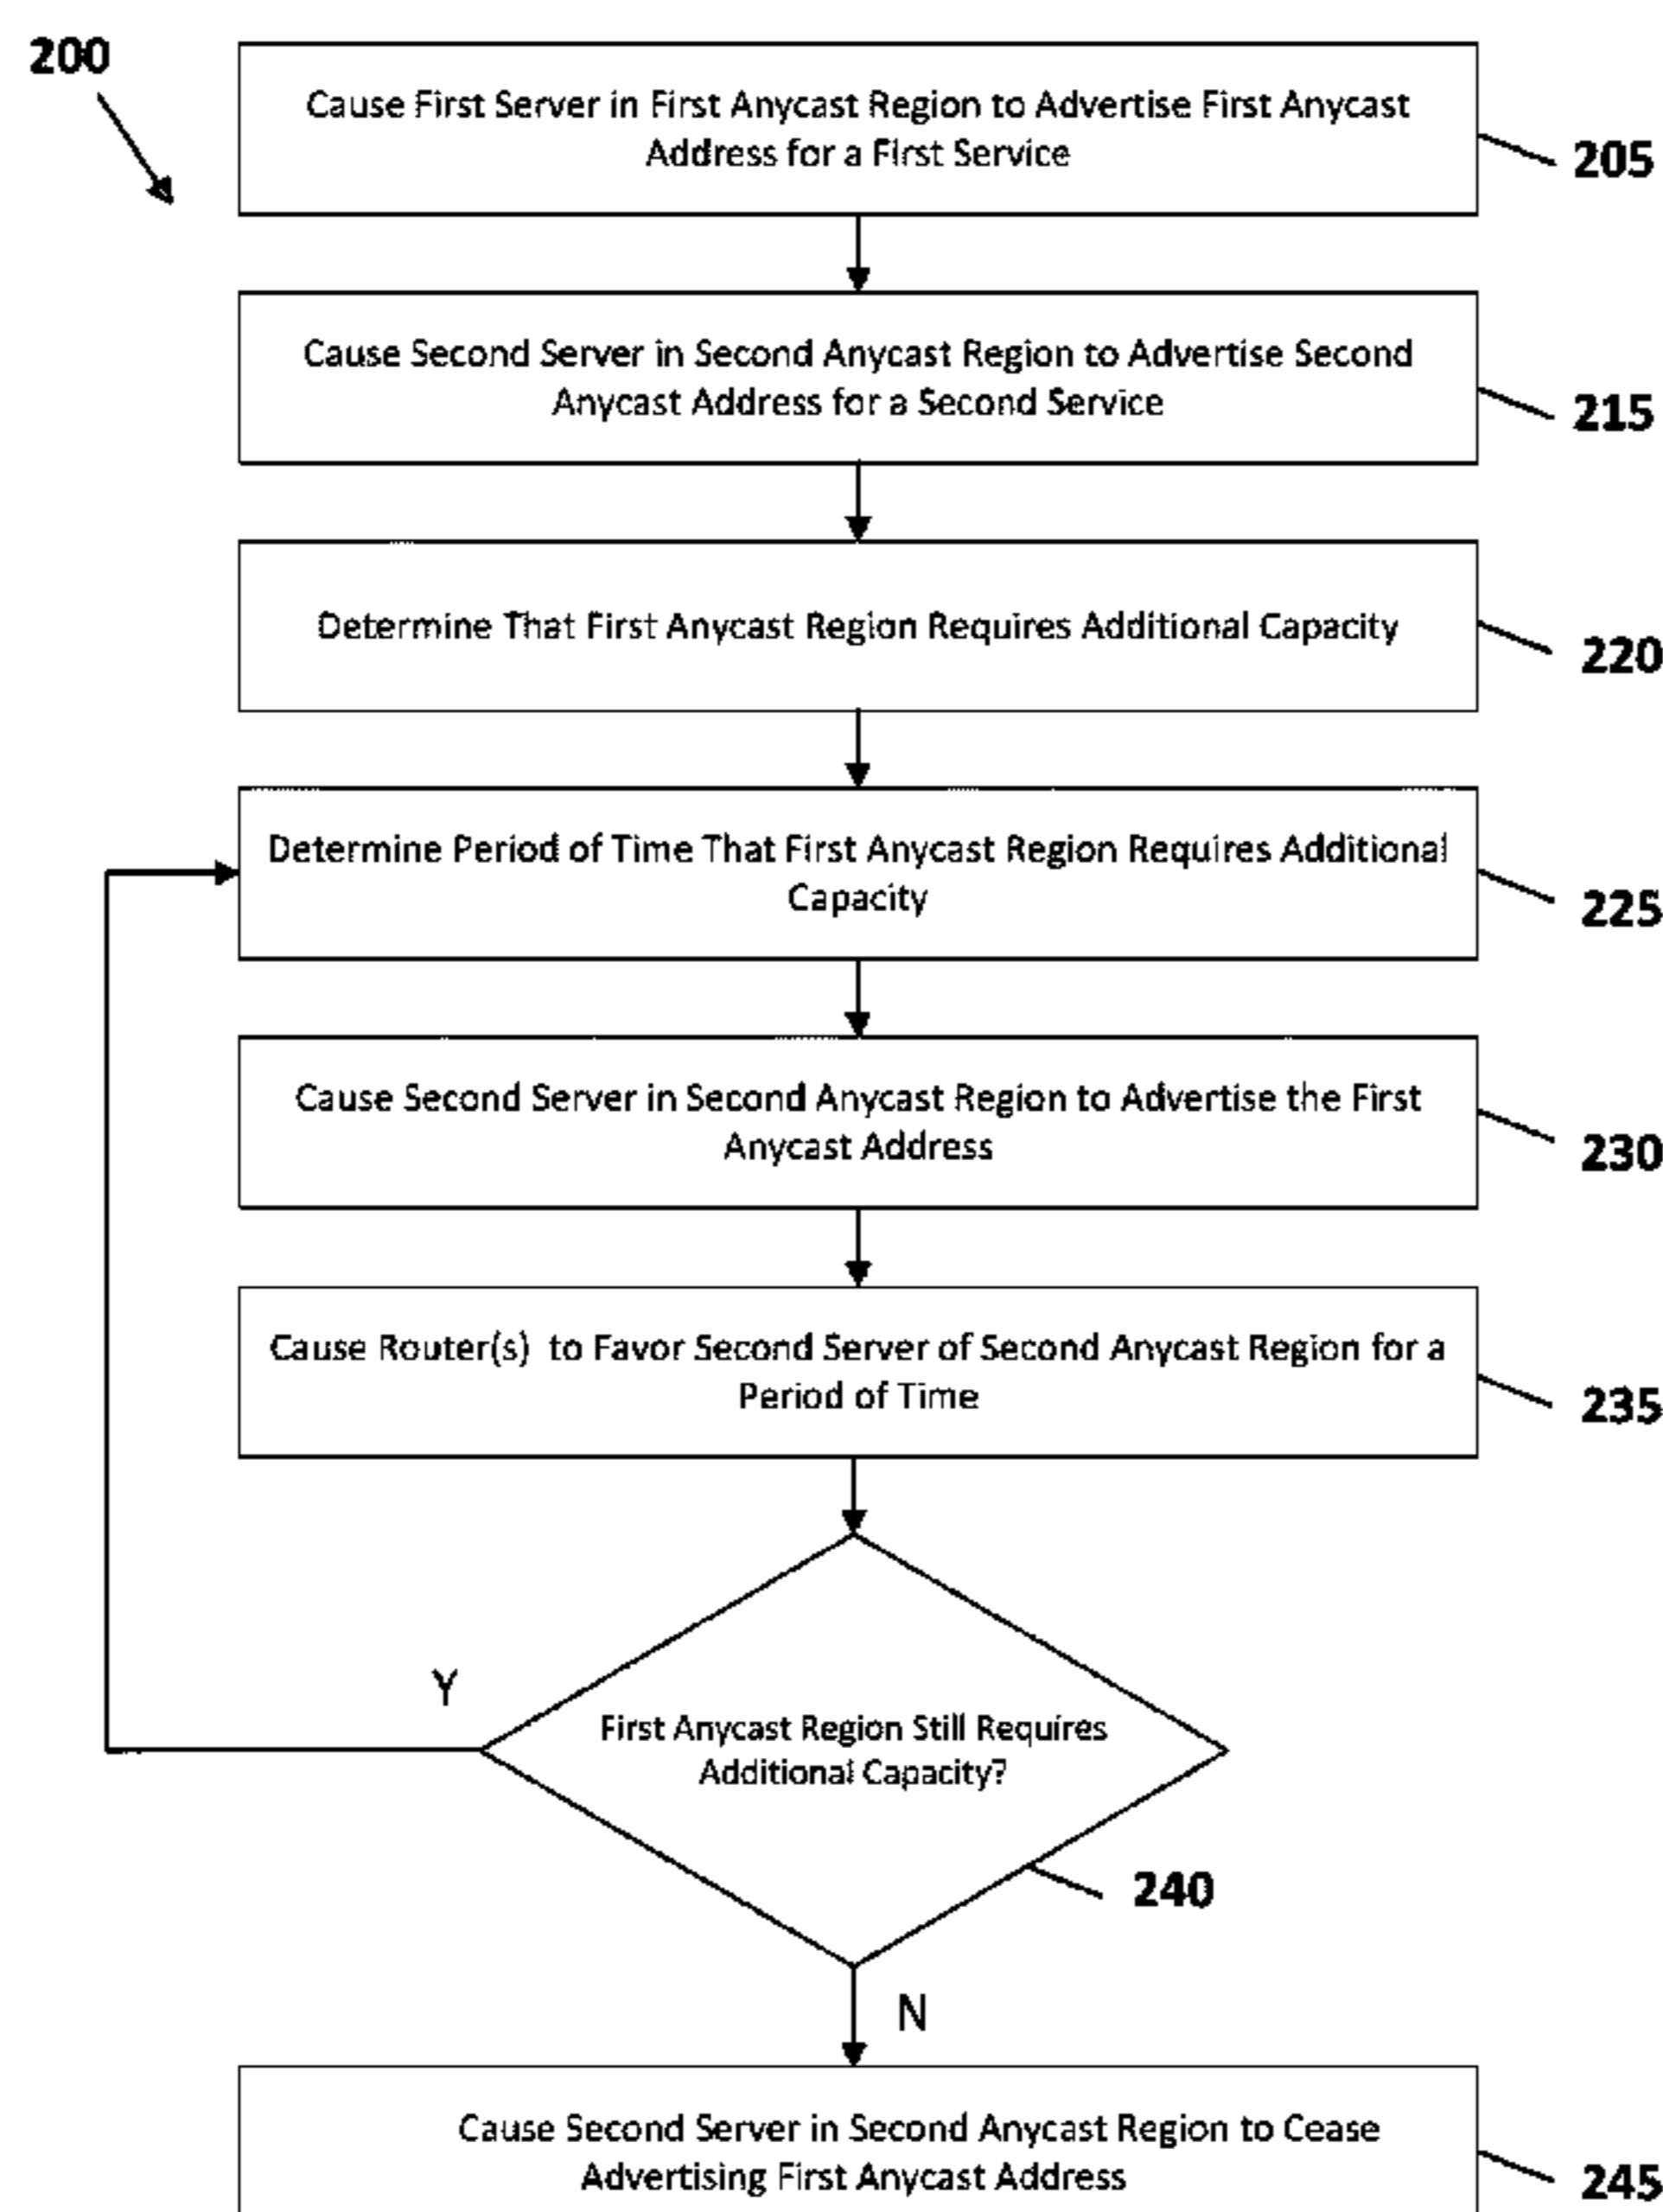 200
Cause First Server in First Anycast Region to Advertise First Anycast
Address for a First Service
205
Cause Second Server in Second Anycast Region to Advertise Second
Anycast Address for a Second Service
215
Determine That First Anycast Region Requires Additional Capacity
220
Determine Period of Time That First Anycast Region Requires Additional
Capacity
225
Cause Second Server in Second Anycast Region to Advertise the First
Anycast Address
230
Cause Router(s) to Favor Second Server of Second Anycast Region for a
Period of Time
235
Y
First Anycast Region Still Requires
Additional Capacity?
240
N
Cause Second Server in Second Anycast Region to Cease
Advertising First Anycast Address
245